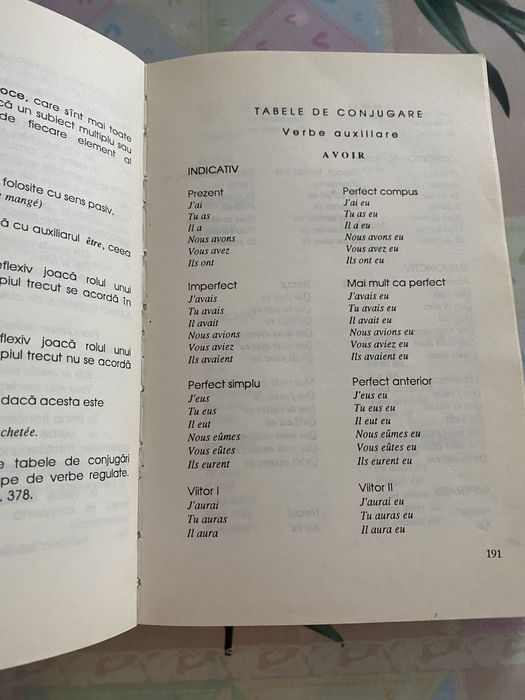 oce, care sînt mai toate
că un subiect multiplu sau
de fiecare element al
folosite cu sens pasiv.
mangé)
ă cu auxiliarul être, ceea
flexiv joacă rolul unui
piul trecut se acordă în
flexiv joacă rolul unui
piul trecut nu se acordă
dacă acesta este
chetée.
e tabele de conjugări
pe de verbe regulate.
378.
TABELE DE CONJUGARE
Verbe auxiliare
AVOIR
INDICATIV
Prezent
J'ai
Tu as
Il a
Nous avons
Vous avez
Ils ont
Perfect compus
J'ai eu
Tu as eu
Il a eu
Nous avons eu
Vous avez eu
Ils ont eu
Imperfect
J'avais
Tu avais
Il avait
Nous avions
Vous aviez
Ils avaient
Mai mult ca perfect
J'avais eu
Tu avais eu
Il avait eu
Nous avions eu
Vous aviez eu
Ils avaient eu
Perfect simplu
J'eus
Tu eus
Il eut
Nous eûmes
Vous eûtes
Ils eurent
Perfect anterior
J'eus eu
Tu eus eu
Il eut eu
Nous eûmes eu
Vous eûtes eu
Ils eurent eu
Viitor I
J'aurai
Tu auras
Il aura
Viitor II
J'aurai eu
Tu auras eu
Il aura eu
191